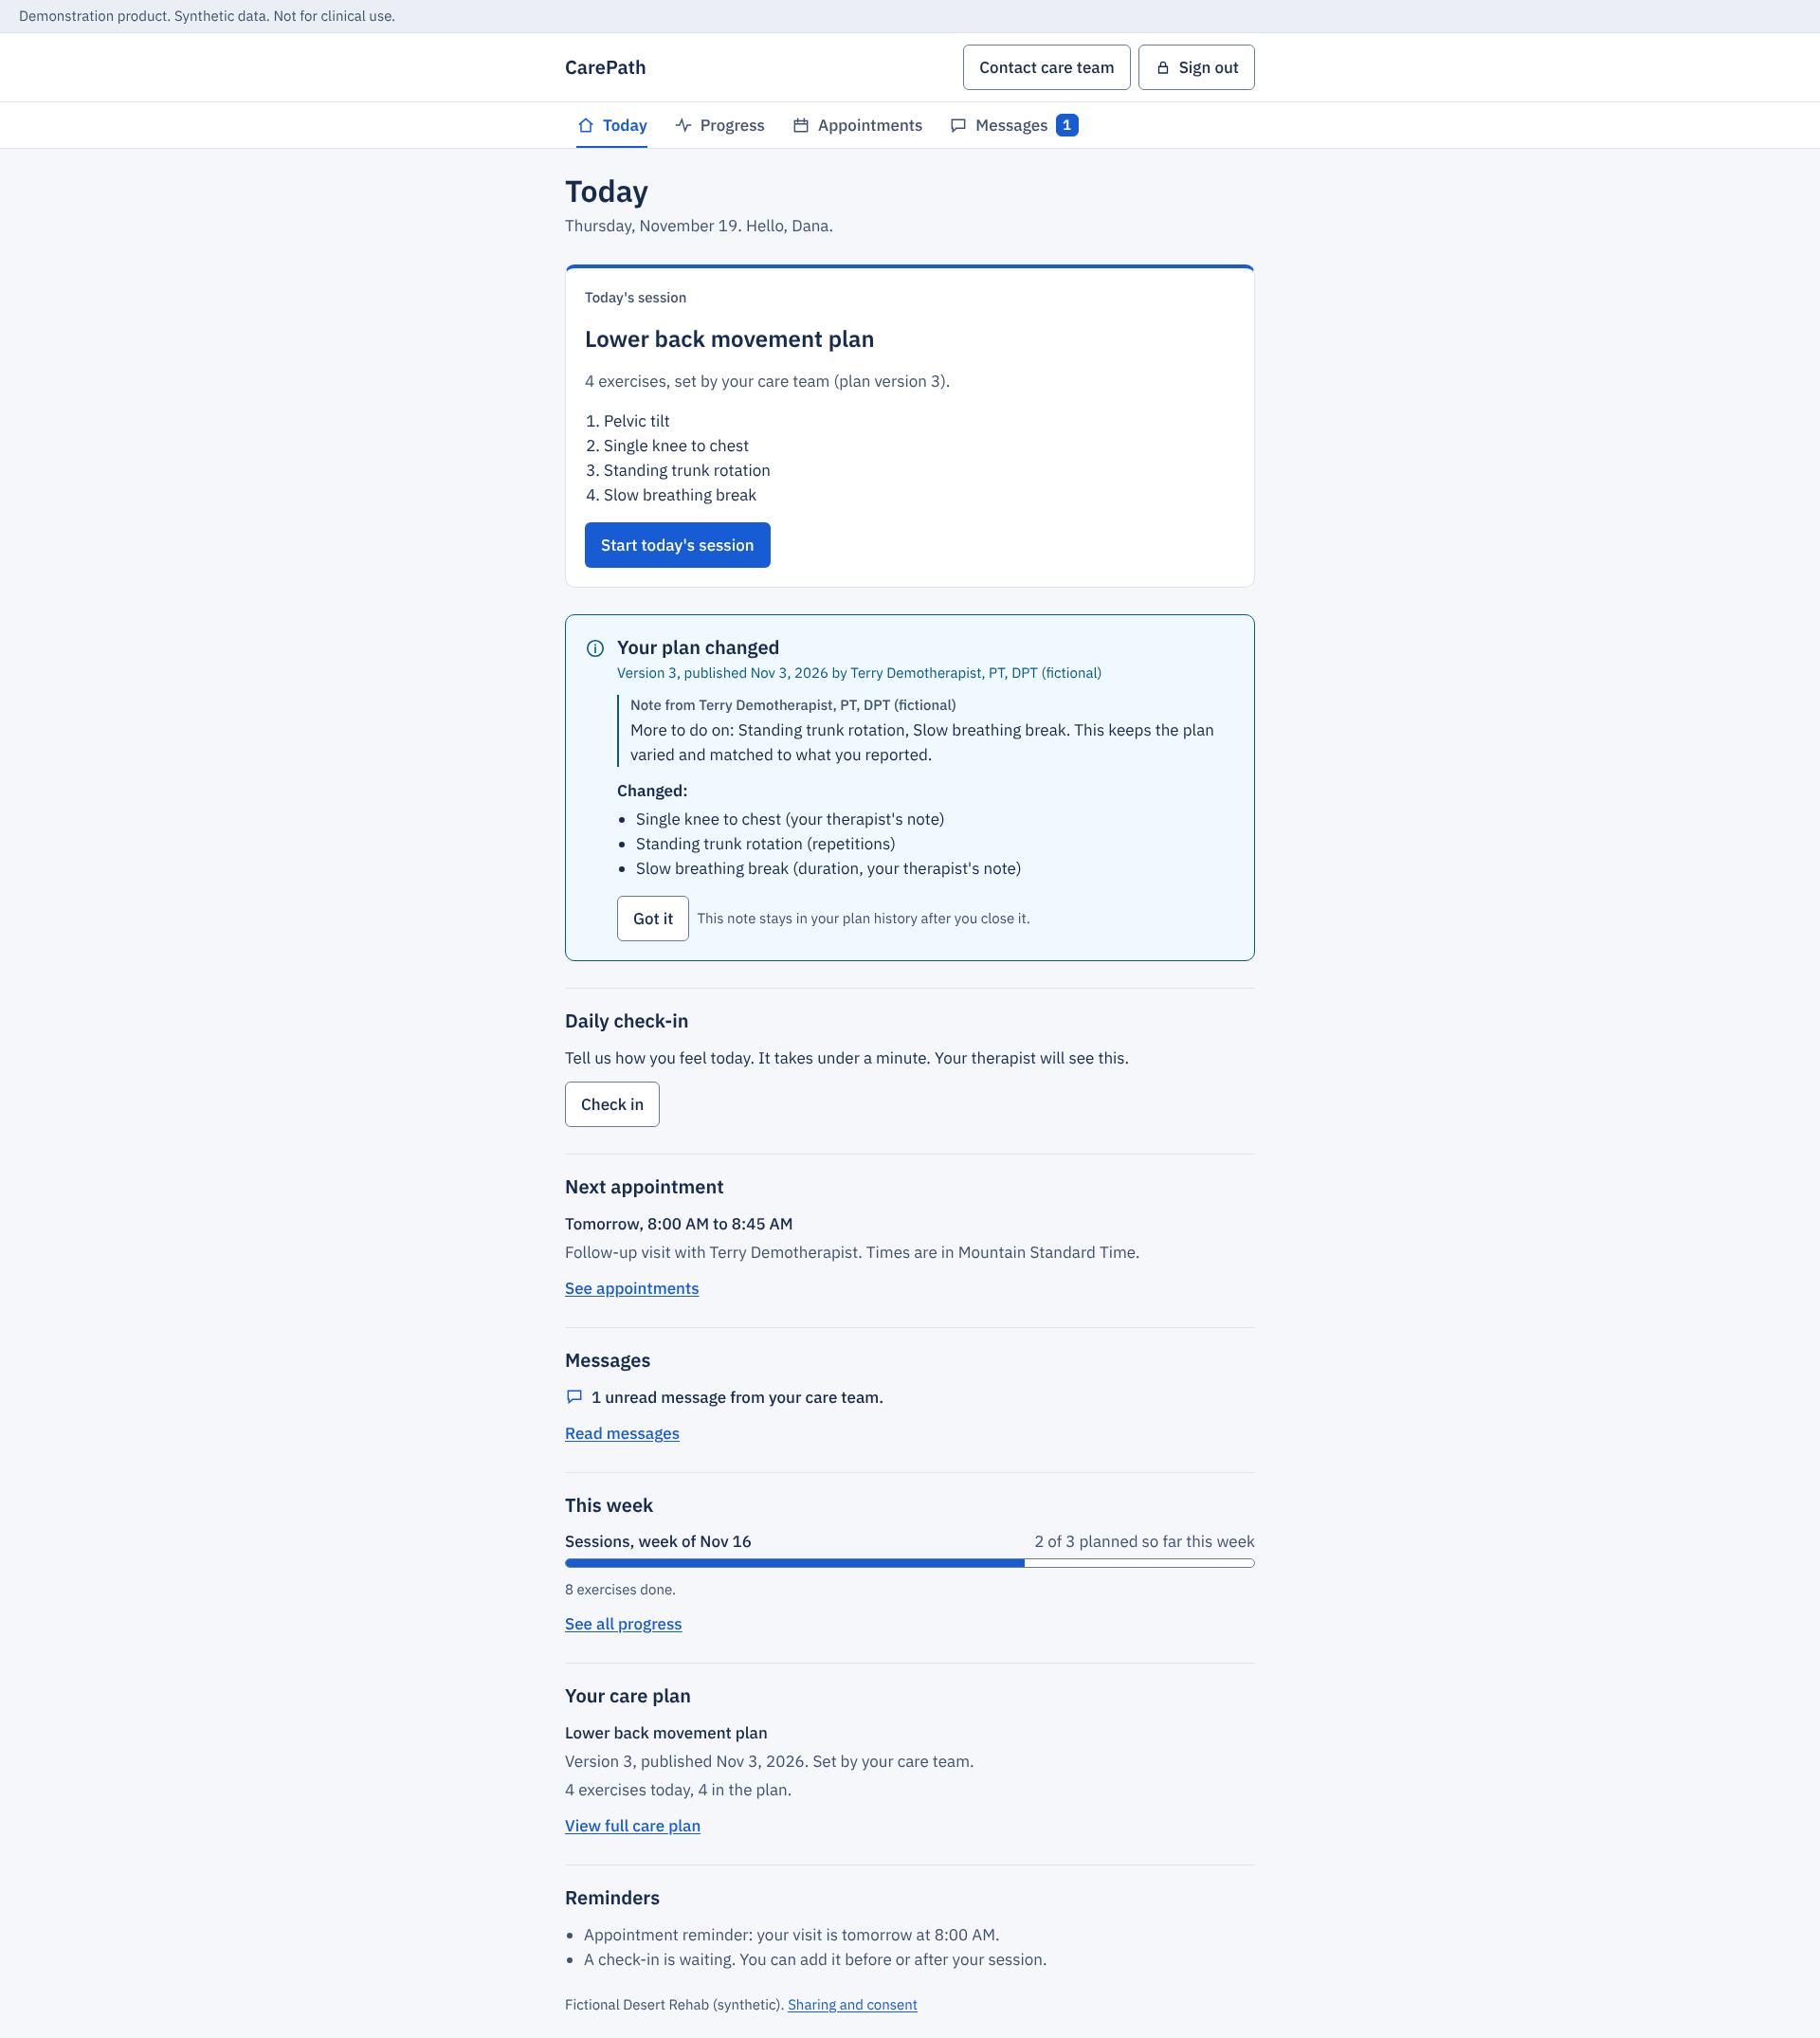 Demonstration product. Synthetic data. Not for clinical use.
CarePath
Contact care team
Sign out
Today
Progress
Appointments
Messages 1
Today
Thursday, November 19. Hello, Dana.
Today's session
Lower back movement plan
4 exercises, set by your care team (plan version 3).
1. Pelvic tilt
2. Single knee to chest
3. Standing trunk rotation
4. Slow breathing break
Start today's session
Your plan changed
Version 3, published Nov 3, 2026 by Terry Demotherapist, PT, DPT (fictional)
Note from Terry Demotherapist, PT, DPT (fictional)
More to do on: Standing trunk rotation, Slow breathing break. This keeps the plan
varied and matched to what you reported.
Changed:
• Single knee to chest (your therapist's note)
• Standing trunk rotation (repetitions)
• Slow breathing break (duration, your therapist's note)
Got it
This note stays in your plan history after you close it.
Daily check-in
Tell us how you feel today. It takes under a minute. Your therapist will see this.
Check in
Next appointment
Tomorrow, 8:00 AM to 8:45 AM
Follow-up visit with Terry Demotherapist. Times are in Mountain Standard Time.
See appointments
Messages
1 unread message from your care team.
Read messages
This week
Sessions, week of Nov 16
2 of 3 planned so far this week
8 exercises done.
See all progress
Your care plan
Lower back movement plan
Version 3, published Nov 3, 2026. Set by your care team.
4 exercises today, 4 in the plan.
View full care plan
Reminders
• Appointment reminder: your visit is tomorrow at 8:00 AM.
• A check-in is waiting. You can add it before or after your session.
Fictional Desert Rehab (synthetic). Sharing and consent